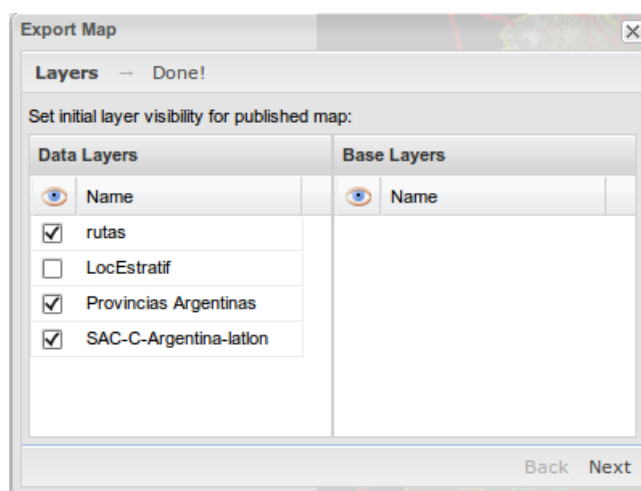 Export Map
Layers → Done!
Set initial layer visibility for published map:
Data Layers
Name
rutas
LocEstratif
Provincias Argentinas
SAC-C-Argentina-latlon
Base Layers
Name
Back Next